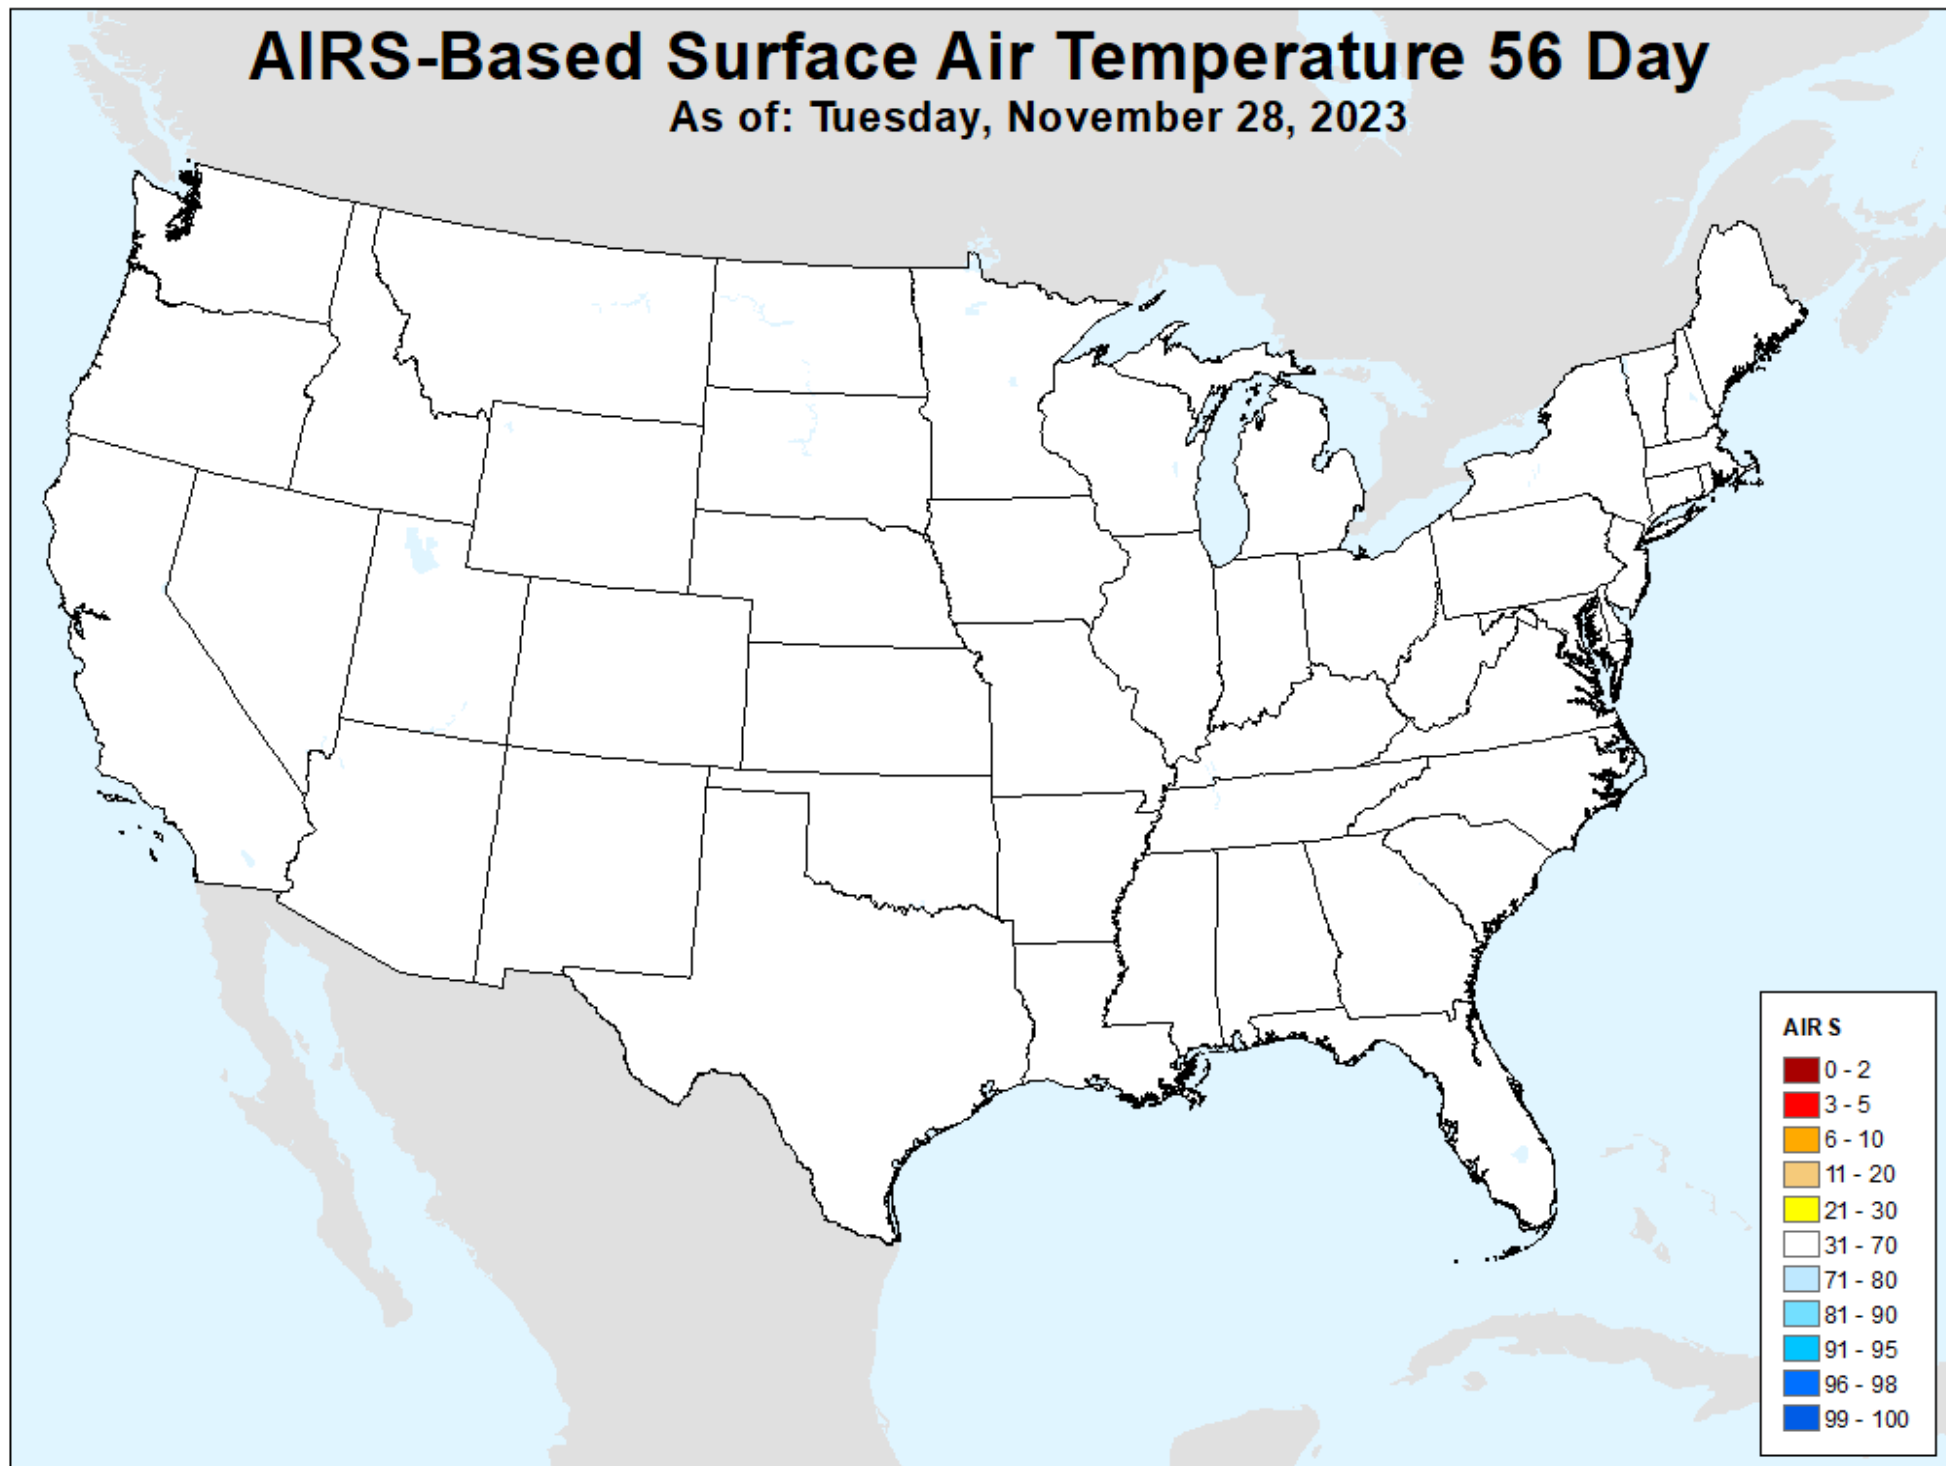 AIRS-Based Surface Air Temperature 56 Day
As of: Tuesday, November 28, 2023
AIRS
0 - 2
3 - 5
6 - 10
11 - 20
21 - 30
31 - 70
71 - 80
81 - 90
91 - 95
96 - 98
99 - 100